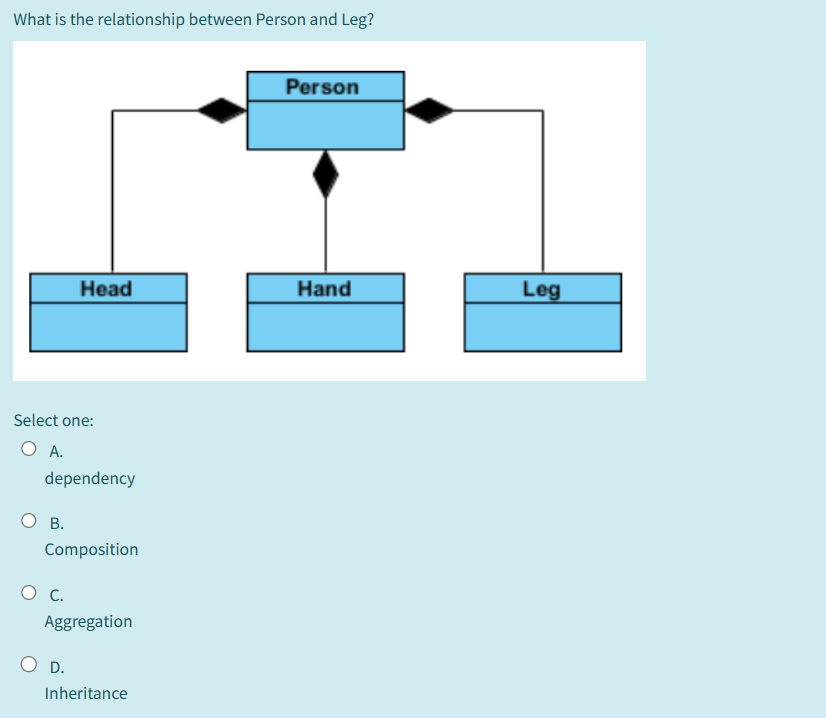 What is the relationship between Person and Leg?
Person
Head
Hand
Leg
Select one:
A.
dependency
B.
Composition
C.
Aggregation
D.
Inheritance